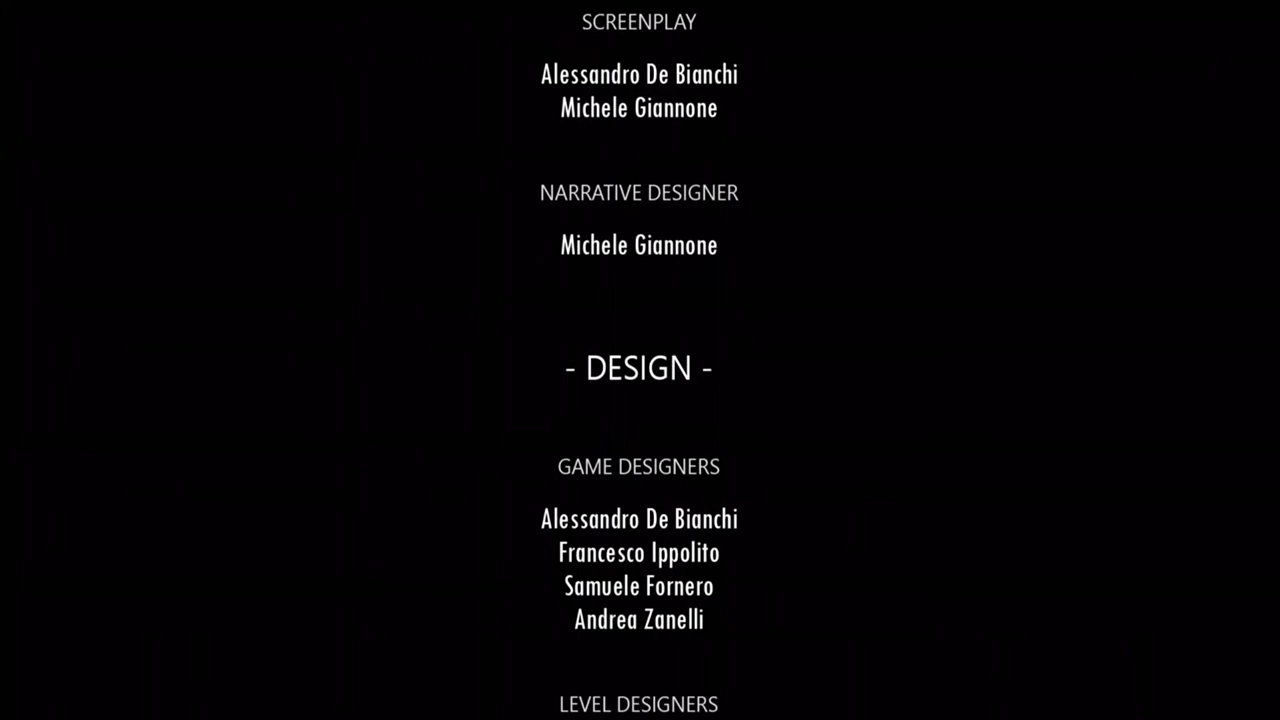 SCREENPLAY
Alessandro De Bianchi
Michele Giannone
NARRATIVE DESIGNER
Michele Giannone
- DESIGN -
GAME DESIGNERS
Alessandro De Bianchi
Francesco Ippolito
Samuele Fornero
Andrea Zanelli
LEVEL DESIGNERS